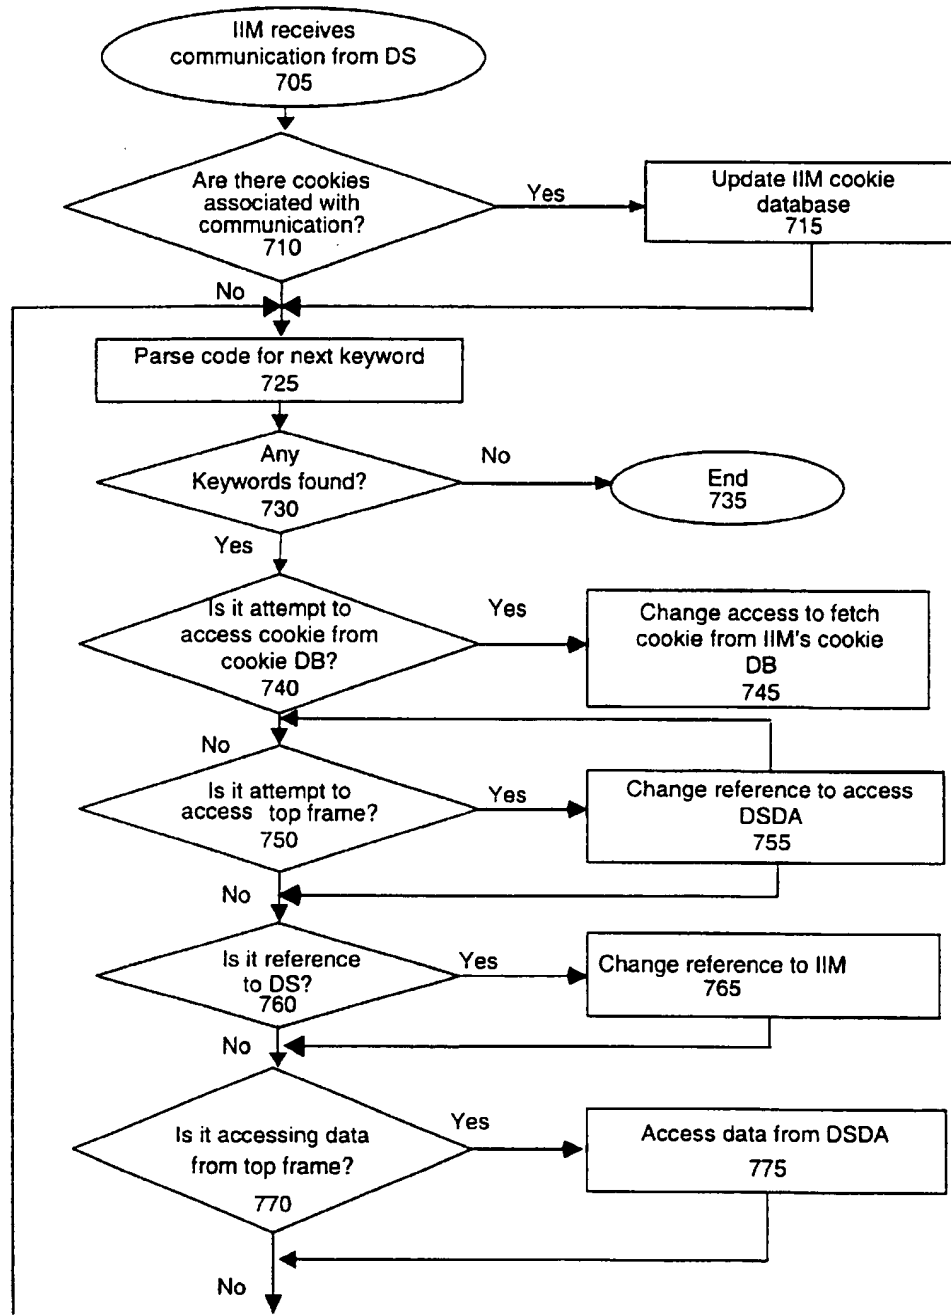 IIM receives
communication from DS
705
Are there cookies
associated with
communication?
710
Yes
Update IIM cookie
database
715
No
Parse code for next keyword
725
Any
Keywords found?
730
No
End
735
Yes
Is it attempt to
access cookie from
cookie DB?
740
Yes
Change access to fetch
cookie from IIM's cookie
DB
745
No
Is it attempt to
access top frame?
750
Yes
Change reference to access
DSDA
755
No
Is it reference
to DS?
760
Yes
Change reference to IIM
765
No
Is it accessing data
from top frame?
770
Yes
Access data from DSDA
775
No